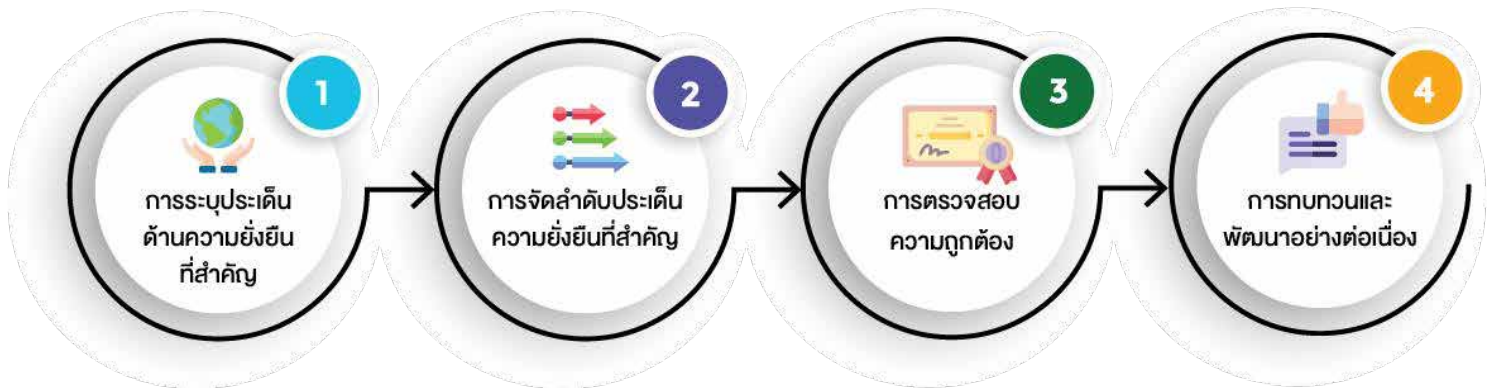 1
การระบุประเด็น
ด้านความยั่งยืน
ที่สำคัญ
2
การจัดลำดับประเด็น
ความยั่งยืนที่สำคัญ
3
การตรวจสอบ
ความถูกต้อง
4
การทบทวนและ
พัฒนาอย่างต่อเนื่อง